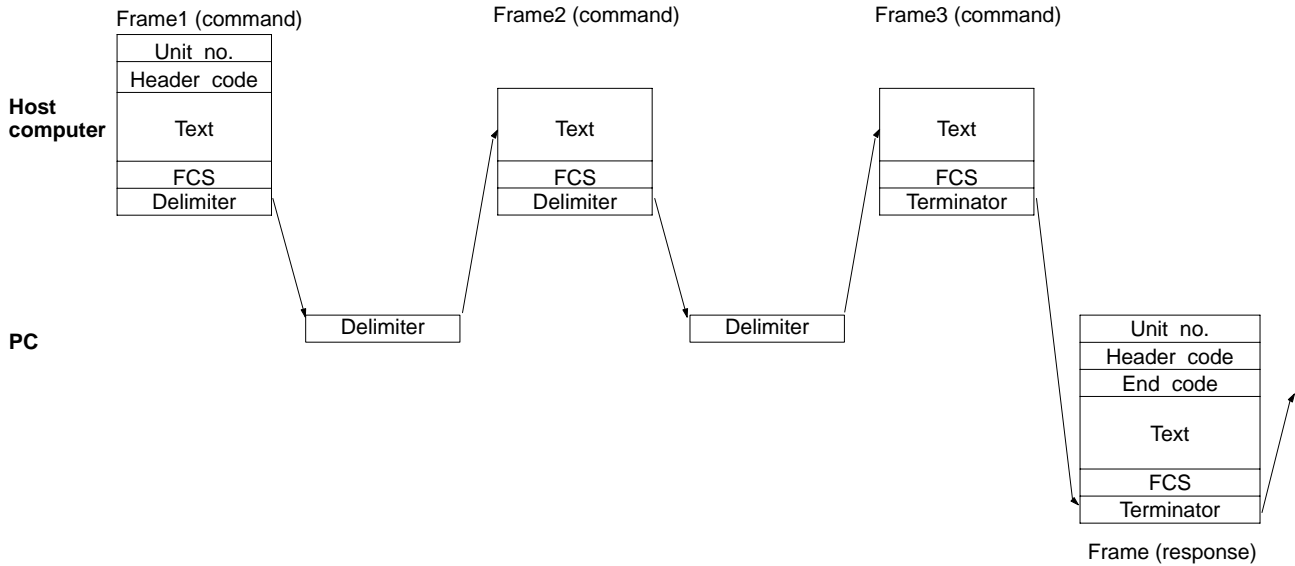 Frame1 (command)
Frame2 (command)
Frame3 (command)
Host
computer
Unit no.
Header code
Text
FCS
Delimiter
Text
FCS
Delimiter
Text
FCS
Terminator
PC
Delimiter
Delimiter
Unit no.
Header code
End code
Text
FCS
Terminator
Frame (response)